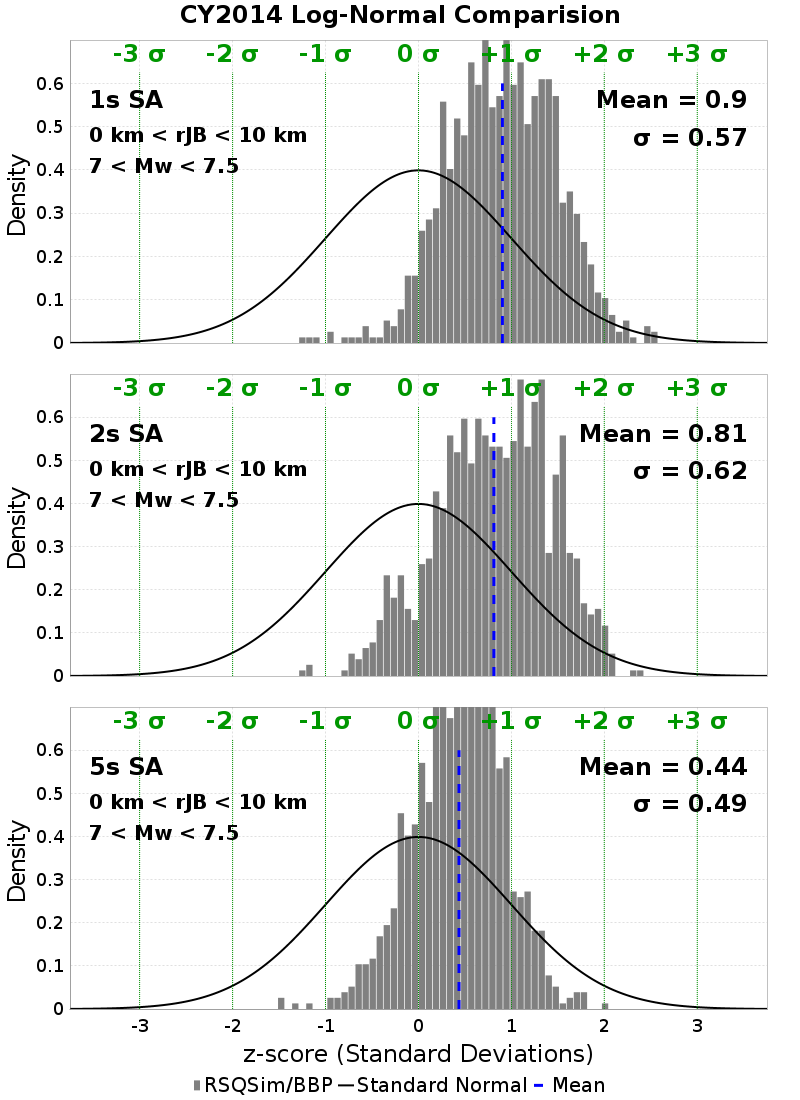 CY2014 Log-Normal Comparision
-3 σ -2 σ -1 σ 0 σ +1 σ +2 σ +3 σ
1s SA
0 km < rJB < 10 km
7 < Mw < 7.5
Mean = 0.9
σ = 0.57
Density
0.6
0.5
0.4
0.3
0.2
0.1
0
-3 σ -2 σ -1 σ 0 σ +1 σ +2 σ +3 σ
2s SA
0 km < rJB < 10 km
7 < Mw < 7.5
Mean = 0.81
σ = 0.62
Density
0.6
0.5
0.4
0.3
0.2
0.1
0
-3 σ -2 σ -1 σ 0 σ +1 σ +2 σ +3 σ
5s SA
0 km < rJB < 10 km
7 < Mw < 7.5
Mean = 0.44
σ = 0.49
Density
0.6
0.5
0.4
0.3
0.2
0.1
0
-3 -2 -1 0 1 2 3
z-score (Standard Deviations)
RSQSim/BBP Standard Normal Mean